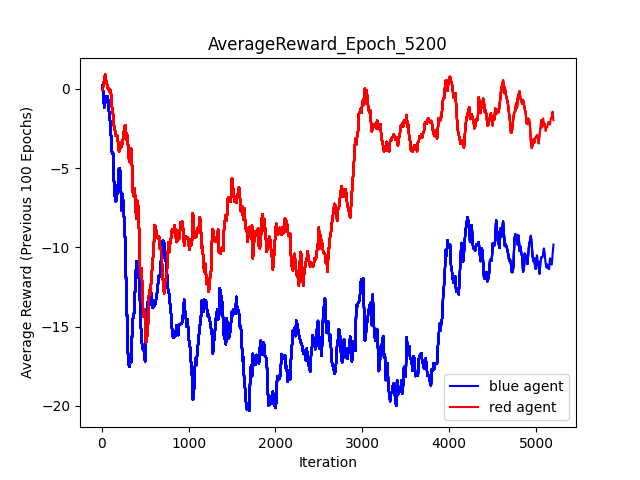 AverageReward_Epoch_5200
Average Reward (Previous 100 Epochs)
0
−5
−10
−15
−20
0 1000 2000 3000 4000 5000
Iteration
blue agent
red agent